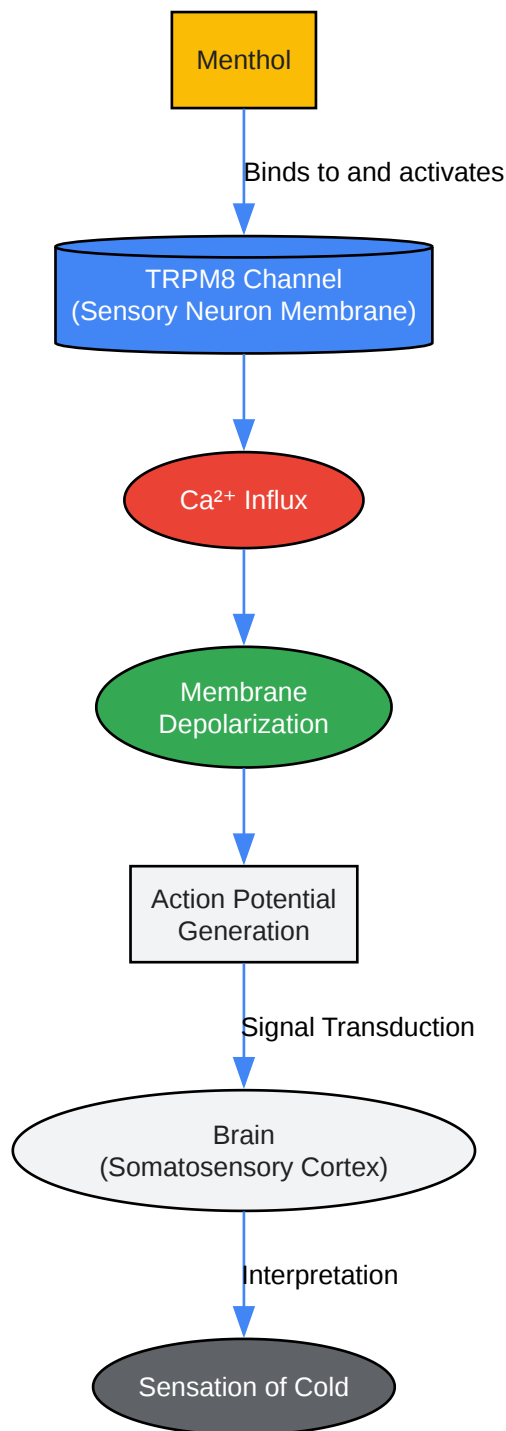 Menthol
Binds to and activates
TRPM8 Channel
(Sensory Neuron Membrane)
Ca²⁺ Influx
Membrane
Depolarization
Action Potential
Generation
Signal Transduction
Brain
(Somatosensory Cortex)
Interpretation
Sensation of Cold